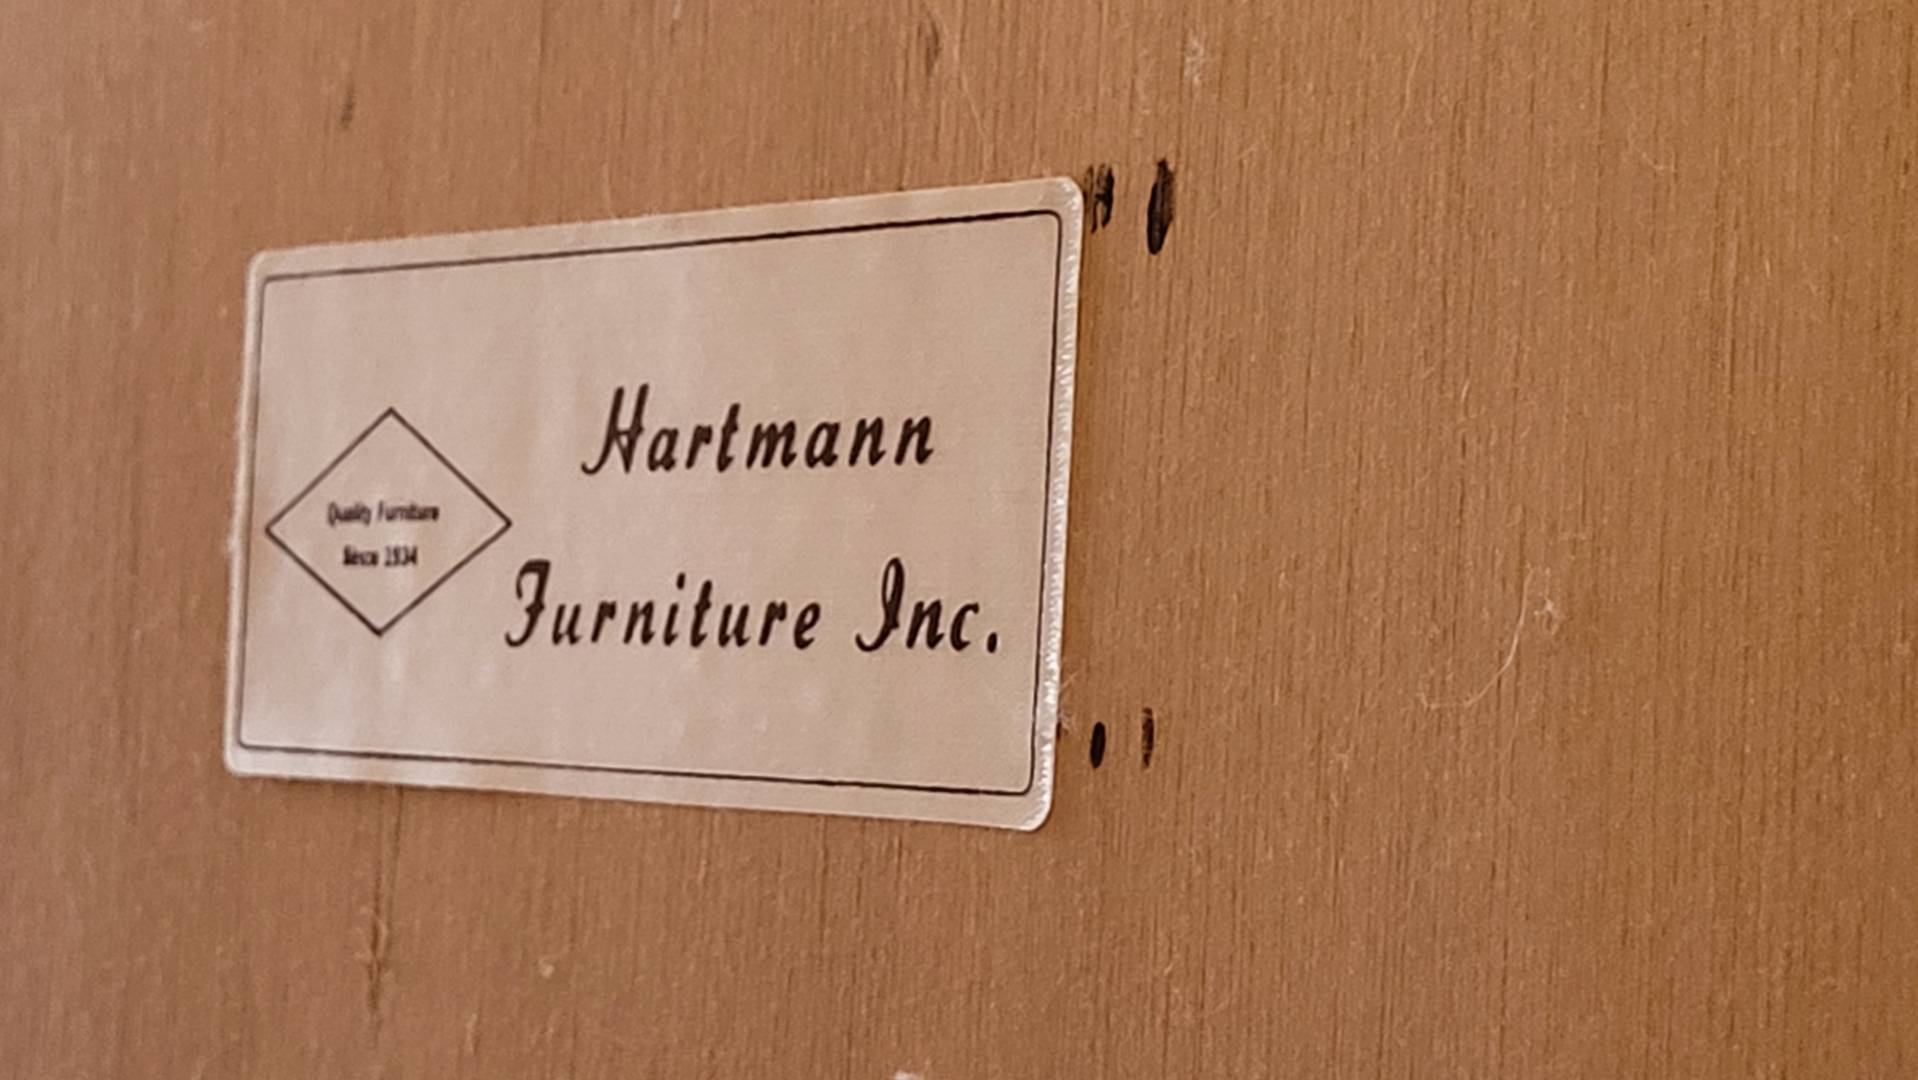 Hartmann
Furniture Inc.
Quality Furniture
Since 1934